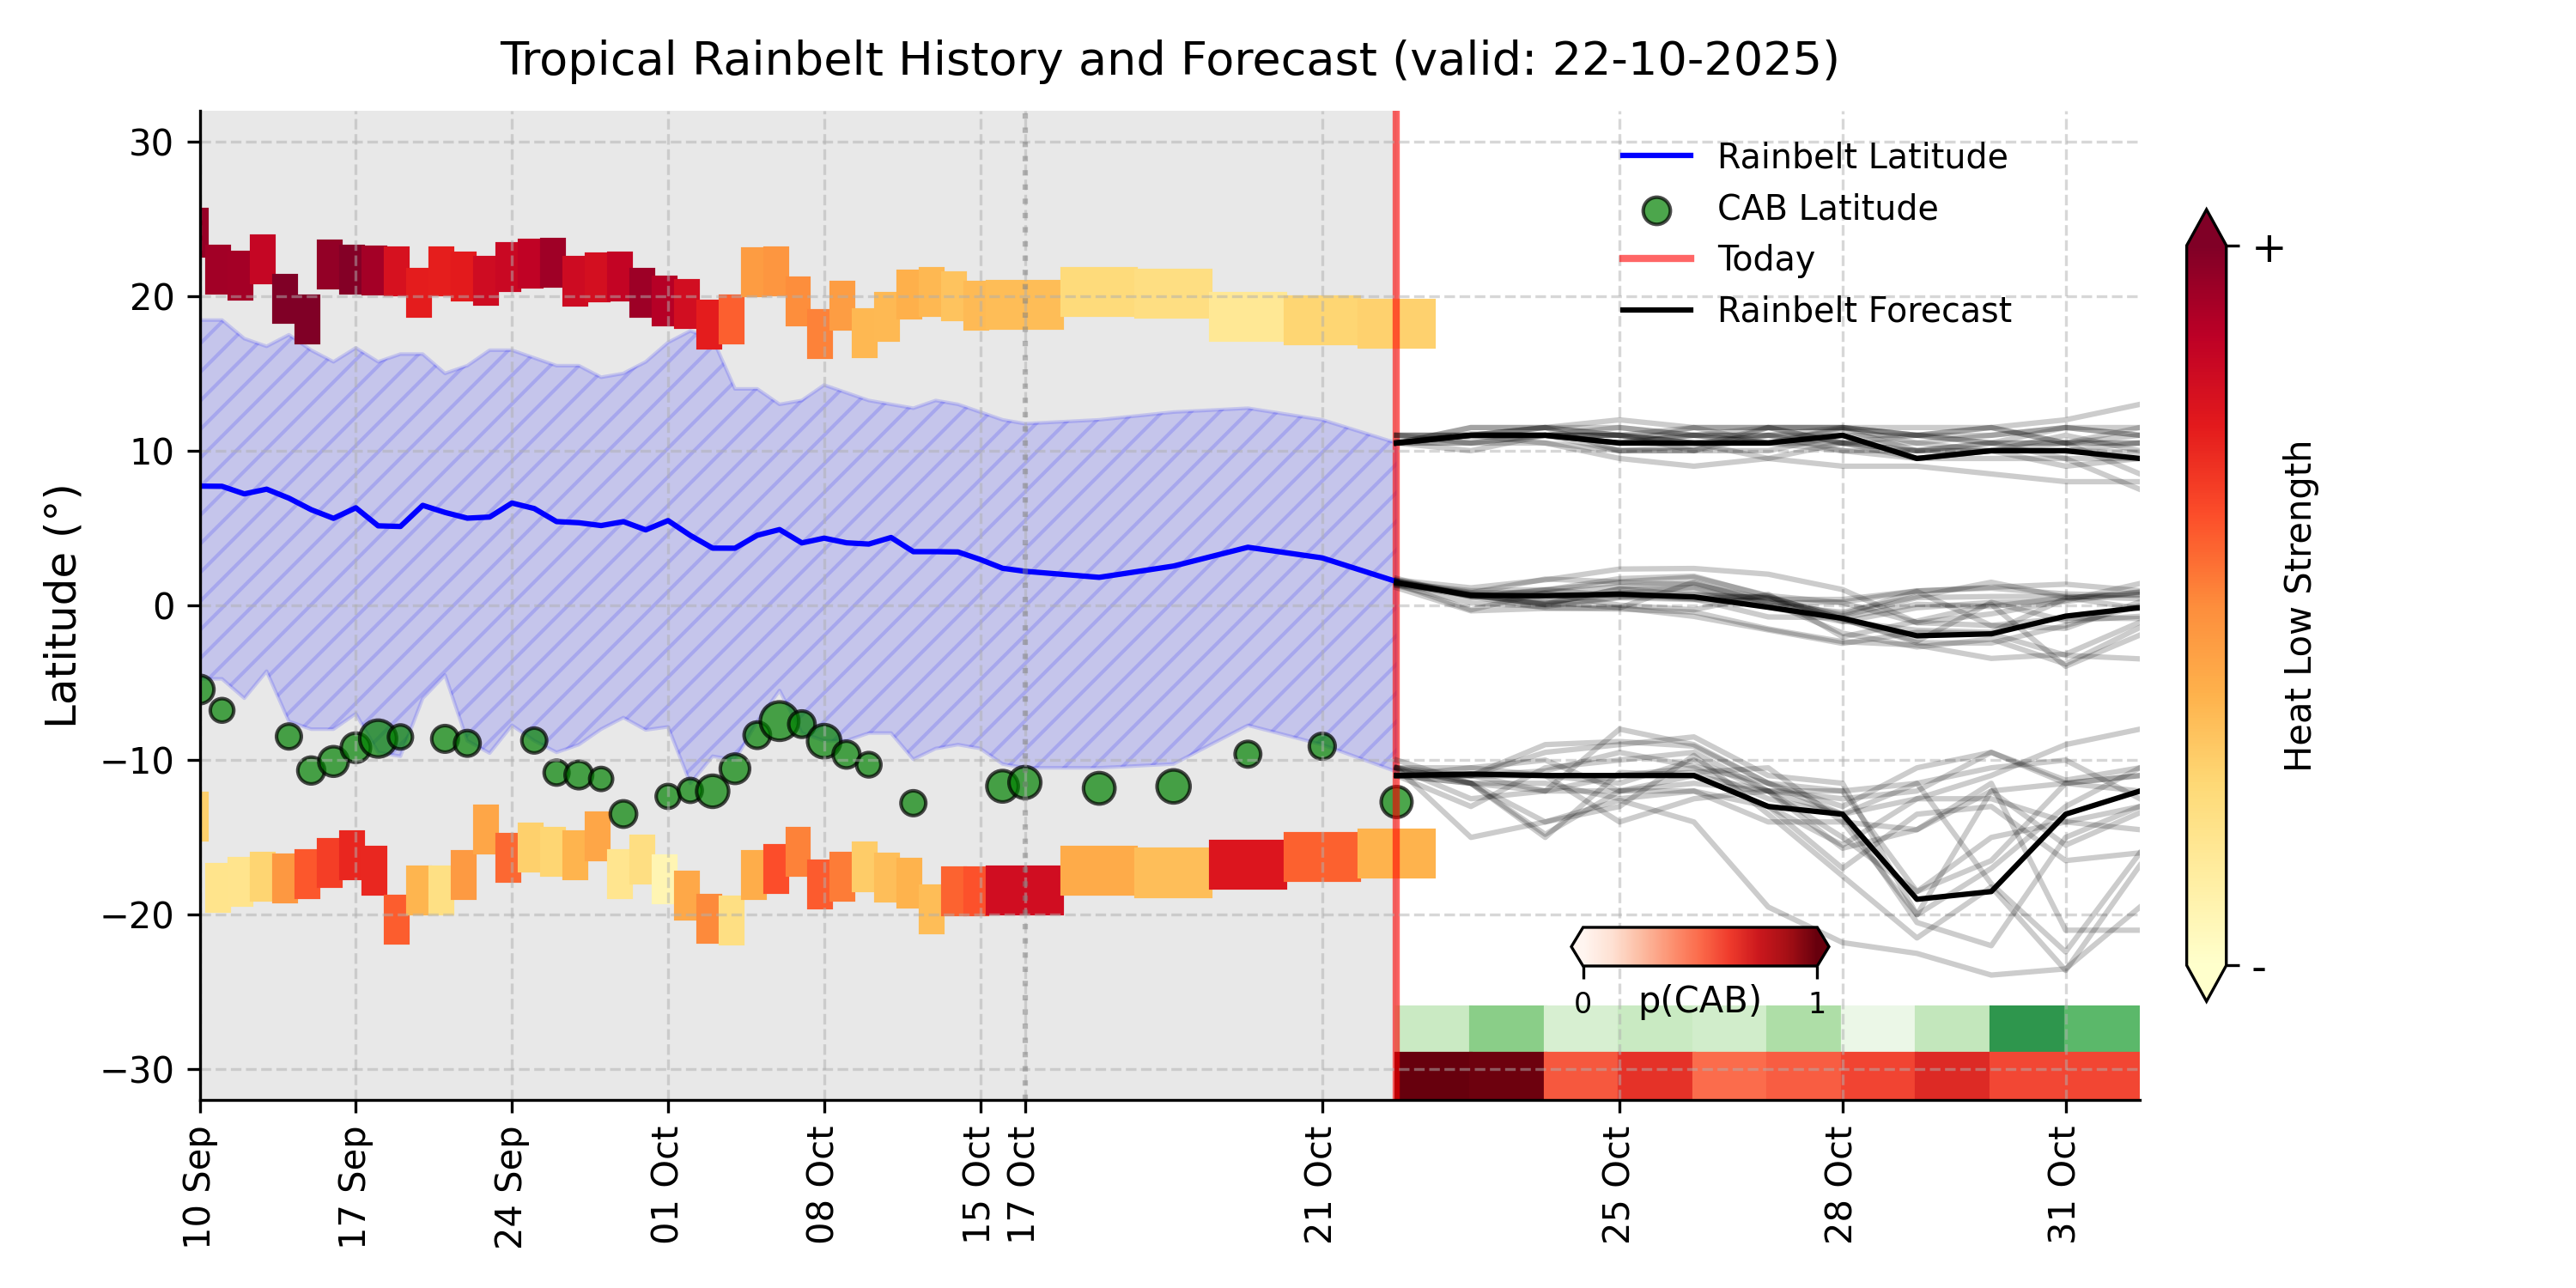 Tropical Rainbelt History and Forecast (valid: 22-10-2025)
Latitude (°)
30
20
10
0
−10
−20
−30
Rainbelt Latitude
CAB Latitude
Today
Rainbelt Forecast
0
p(CAB)
1
10 Sep
17 Sep
24 Sep
01 Oct
08 Oct
15 Oct
17 Oct
21 Oct
25 Oct
28 Oct
31 Oct
+
-
Heat Low Strength